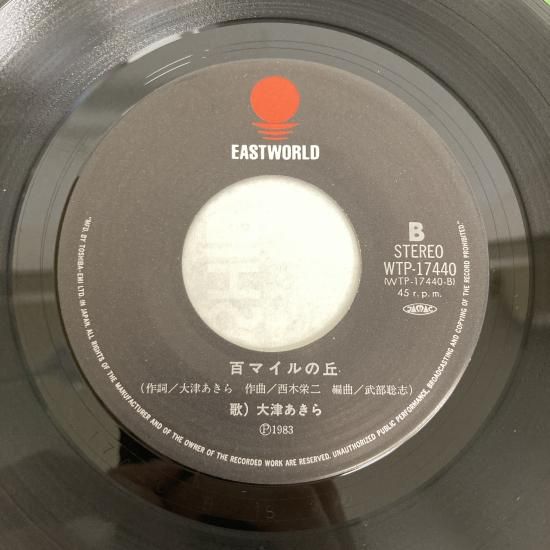 EASTWORLD
B
STEREO
WTP-17440
(WTP-17440-B)
45 r.p.m.
JASRAC
百マイルの丘
(作詞/大津あきら 作曲/西木栄二 編曲/武部聡志)
歌)大津あきら
Ⓟ1983
"MF'D. BY TOSHIBA-EMI LTD. IN JAPAN. ALL RIGHTS OF THE MANUFACTURER AND OF THE OWNER OF THE RECORDED WORK ARE RESERVED. UNAUTHORIZED PUBLIC PERFORMANCE, BROADCASTING AND COPYING OF THE RECORD PROHIBITED."